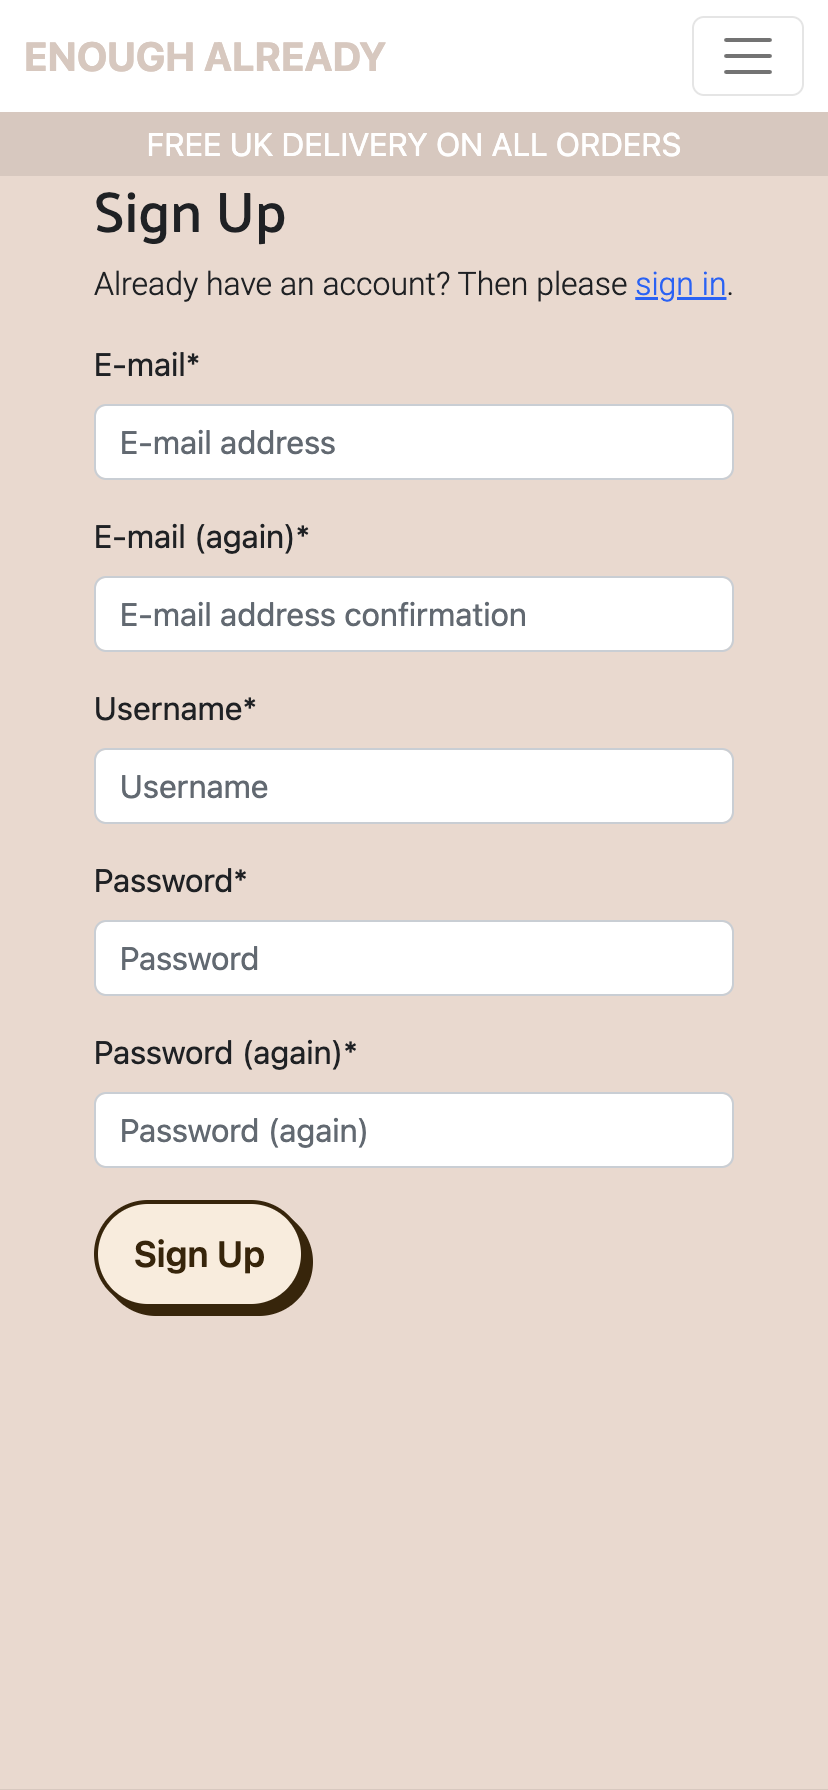 ENOUGH ALREADY
FREE UK DELIVERY ON ALL ORDERS
Sign Up
Already have an account? Then please sign in.
E-mail*
E-mail address
E-mail (again)*
E-mail address confirmation
Username*
Username
Password*
Password
Password (again)*
Password (again)
Sign Up